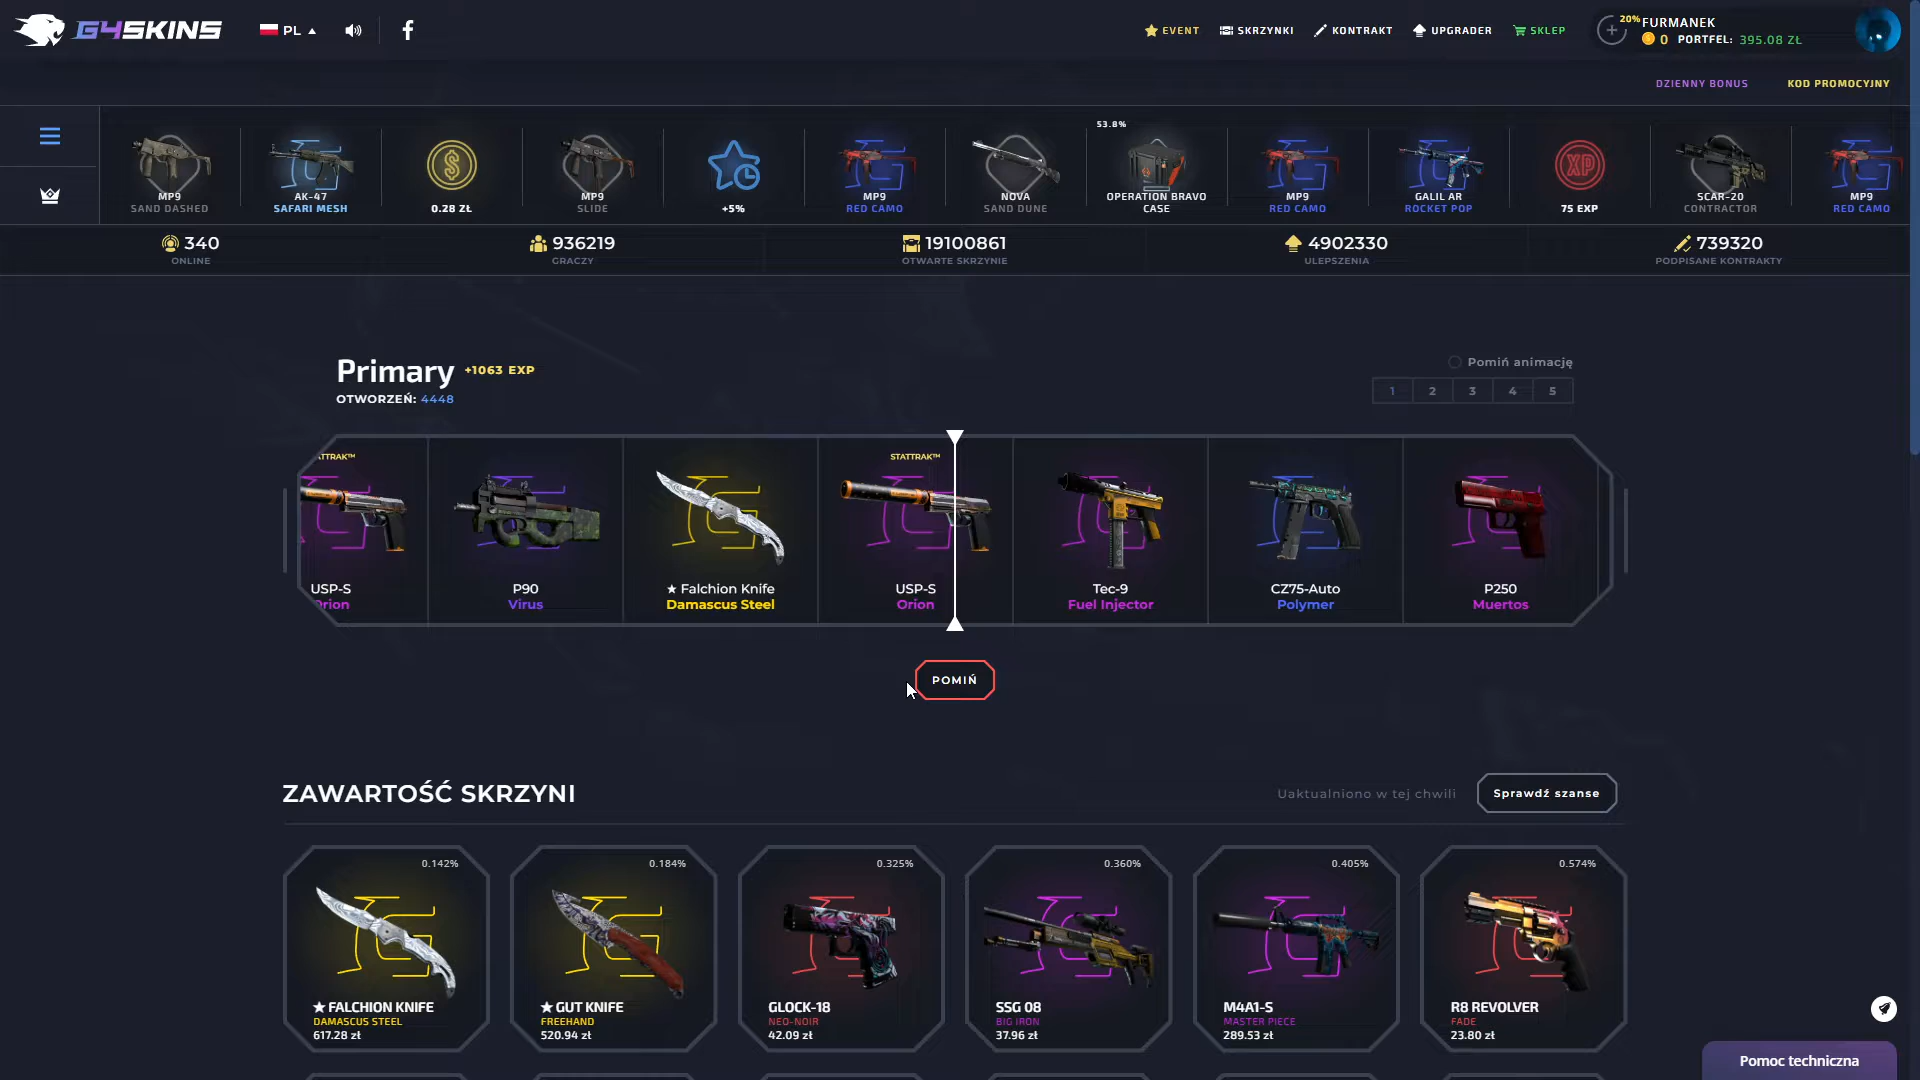 G4SKINS
PL
EVENT
SKRZYNKI
KONTRAKT
UPGRADER
SKLEP
20%
FURMANEK
0 PORTFEL: 395.08 ZŁ
DZIENNY BONUS
KOD PROMOCYJNY
MP9
SAND DASHED
AK-47
SAFARI MESH
0.28 ZŁ
MP9
SLIDE
+5%
MP9
RED CAMO
NOVA
SAND DUNE
53.8%
OPERATION BRAVO
CASE
MP9
RED CAMO
GALIL AR
ROCKET POP
XP
75 EXP
SCAR-20
CONTRACTOR
MP9
RED CAMO
340
ONLINE
936219
GRACZY
19100861
OTWARTE SKRZYNIE
4902330
ULEPSZENIA
739320
PODPISANE KONTRAKTY
Primary +1063 EXP
OTWORZEŃ: 4448
Pomiń animację
1 2 3 4 5
ATTRAK™
USP-S
Orion
P90
Virus
★ Falchion Knife
Damascus Steel
STATTRAK™
USP-S
Orion
Tec-9
Fuel Injector
CZ75-Auto
Polymer
P250
Muertos
POMIŃ
ZAWARTOŚĆ SKRZYNI
Uaktualniono w tej chwili
Sprawdź szanse
0.142%
★ FALCHION KNIFE
DAMASCUS STEEL
617.28 zł
0.184%
★ GUT KNIFE
FREEHAND
520.94 zł
0.325%
GLOCK-18
NEO-NOIR
42.09 zł
0.360%
SSG 08
BIG IRON
37.96 zł
0.405%
M4A1-S
MASTER PIECE
289.53 zł
0.574%
R8 REVOLVER
FADE
23.80 zł
Pomoc techniczna